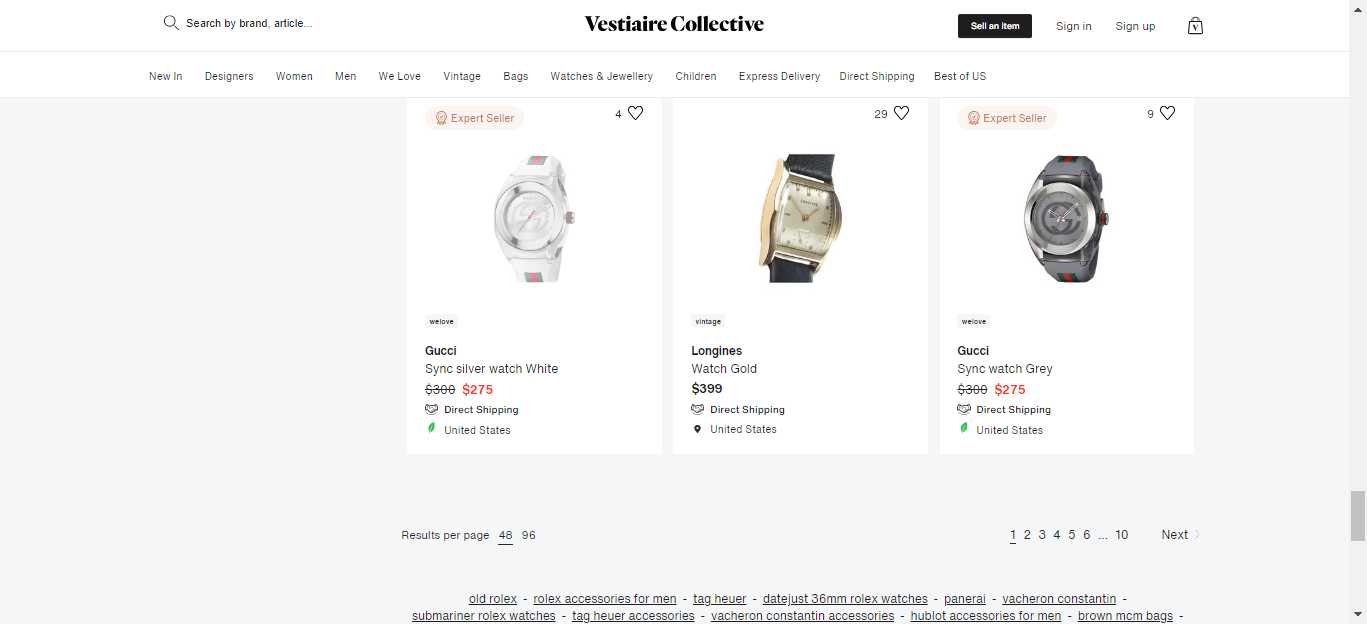 Search by brand, article...
Vestiaire Collective
Sell an item
Sign in
Sign up
New In
Designers
Women
Men
We Love
Vintage
Bags
Watches & Jewellery
Children
Express Delivery
Direct Shipping
Best of US
Expert Seller
4
29
Expert Seller
9
welove
Gucci
Sync silver watch White
$300 $275
Direct Shipping
United States
vintage
Longines
Watch Gold
$399
Direct Shipping
United States
welove
Gucci
Sync watch Grey
$300 $275
Direct Shipping
United States
Results per page 48 96
1 2 3 4 5 6 ... 10 Next
old rolex - rolex accessories for men - tag heuer - datejust 36mm rolex watches - panerai - vacheron constantin -
submariner rolex watches - tag heuer accessories - vacheron constantin accessories - hublot accessories for men - brown mcm bags -